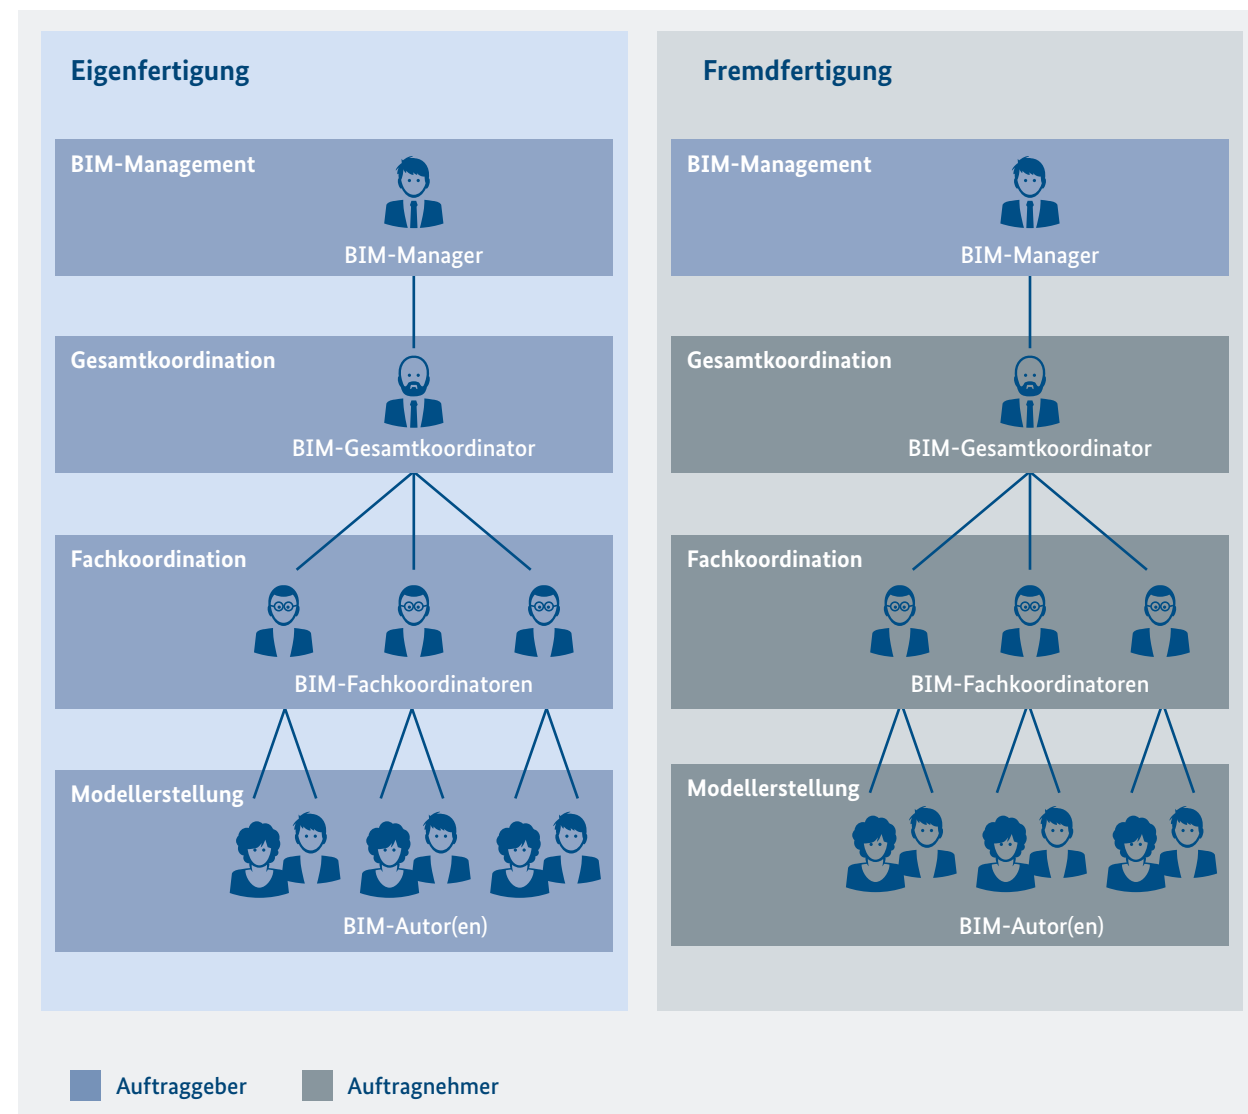 Eigenfertigung
BIM-Management
BIM-Manager
Gesamtkoordination
BIM-Gesamtkoordinator
Fachkoordination
BIM-Fachkoordinatoren
Modellerstellung
BIM-Autor(en)
Fremdfertigung
BIM-Management
BIM-Manager
Gesamtkoordination
BIM-Gesamtkoordinator
Fachkoordination
BIM-Fachkoordinatoren
Modellerstellung
BIM-Autor(en)
Auftraggeber
Auftragnehmer